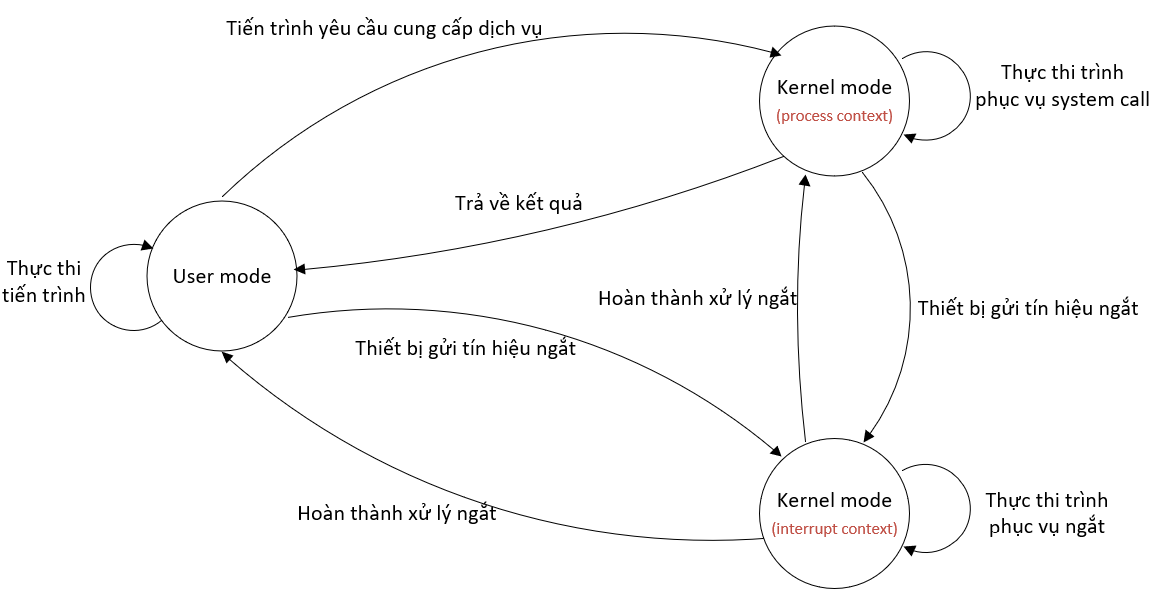 Tiến trình yêu cầu cung cấp dịch vụ
Kernel mode
(process context)
Thực thi trình
phục vụ system call
Trả về kết quả
Thực thi
tiến trình
User mode
Hoàn thành xử lý ngắt
Thiết bị gửi tín hiệu ngắt
Thiết bị gửi tín hiệu ngắt
Hoàn thành xử lý ngắt
Kernel mode
(interrupt context)
Thực thi trình
phục vụ ngắt